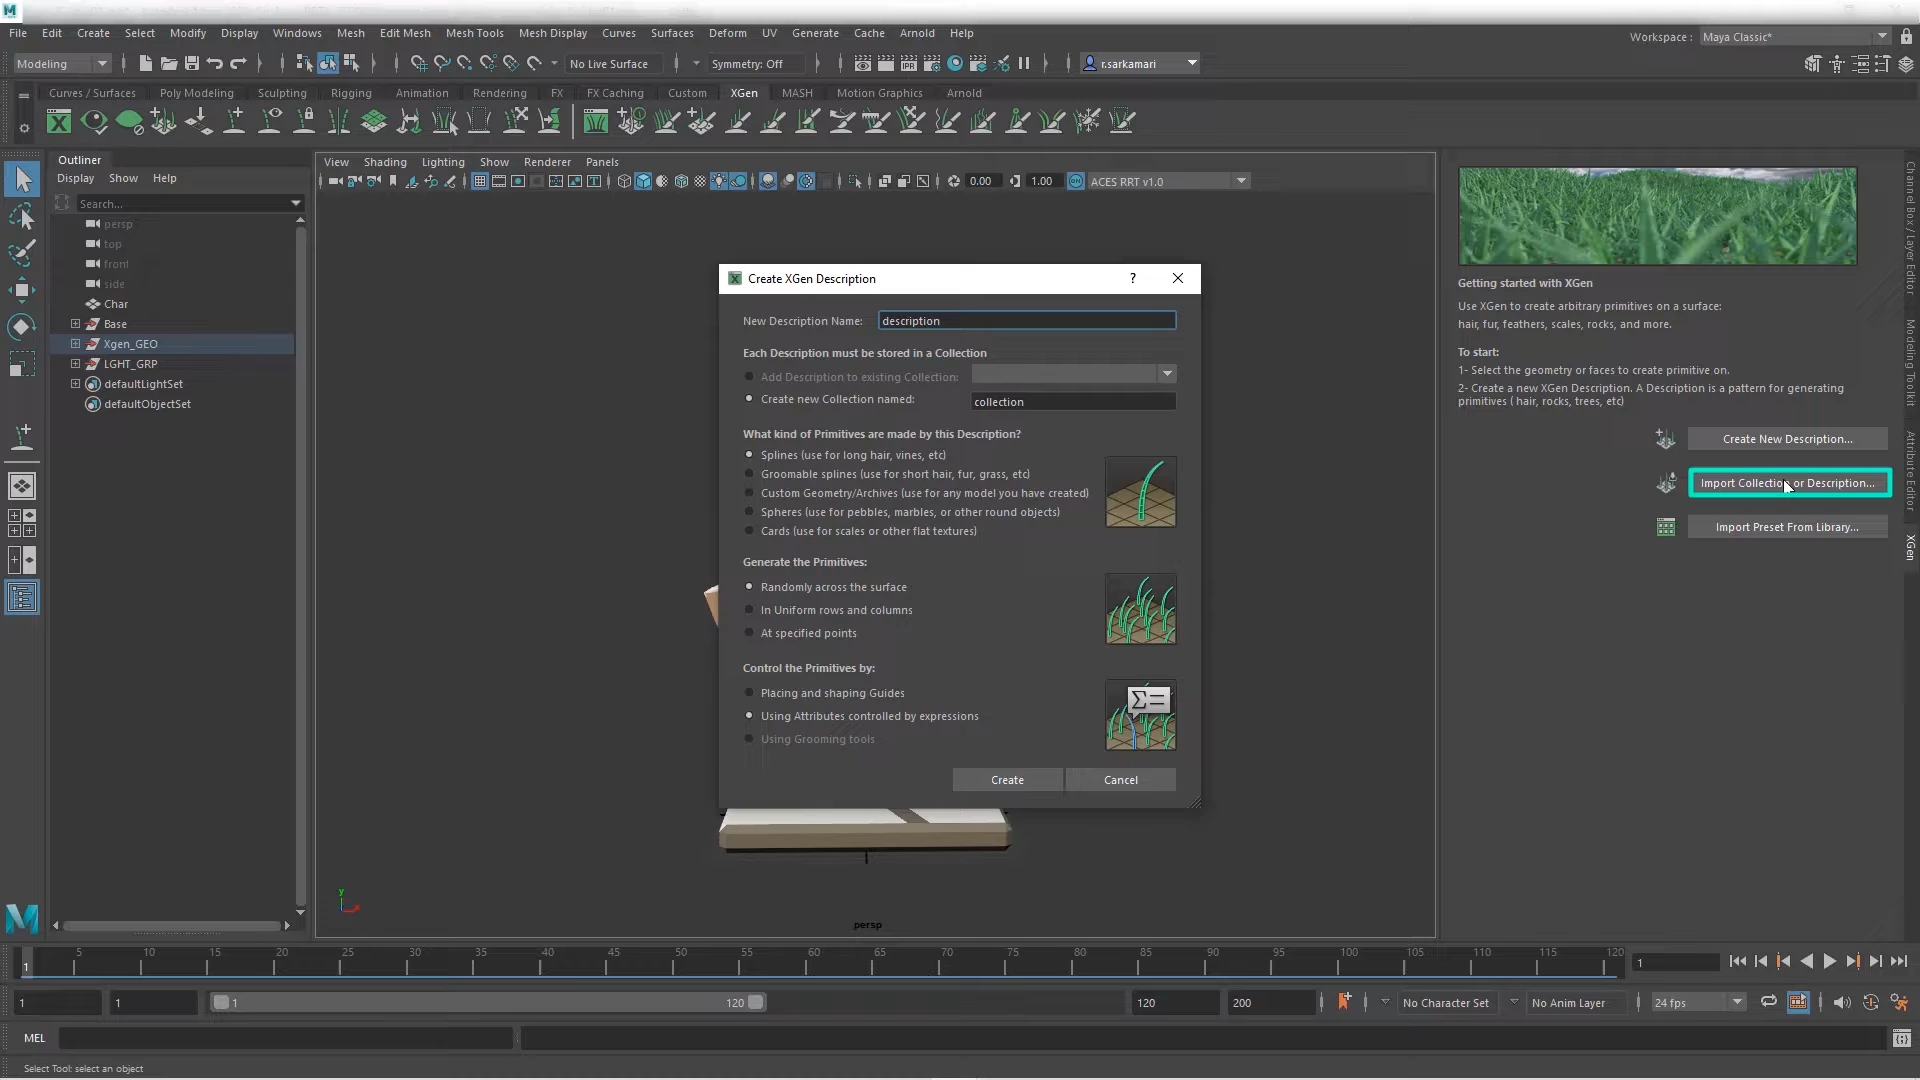 File Edit Create Select Modify Display Windows Mesh Edit Mesh Mesh Tools Mesh Display Curves Surfaces Deform UV Generate Cache Arnold Help
Workspace : Maya Classic*
Modeling No Live Surface Symmetry: Off r.sarkamari
Curves / Surfaces Poly Modeling Sculpting Rigging Animation Rendering FX FX Caching Custom XGen MASH Motion Graphics Arnold
Outliner
Display Show Help
Search...
persp
top
front
side
Char
Base
Xgen_GEO
LGHT_GRP
defaultLightSet
defaultObjectSet
View Shading Lighting Show Renderer Panels
0.00 1.00 ACES RRT v1.0
Create XGen Description ?
New Description Name: description
Each Description must be stored in a Collection
Add Description to existing Collection:
Create new Collection named: collection
What kind of Primitives are made by this Description?
Splines (use for long hair, vines, etc)
Groomable splines (use for short hair, fur, grass, etc)
Custom Geometry/Archives (use for any model you have created)
Spheres (use for pebbles, marbles, or other round objects)
Cards (use for scales or other flat textures)
Generate the Primitives:
Randomly across the surface
In Uniform rows and columns
At specified points
Control the Primitives by:
Placing and shaping Guides
Using Attributes controlled by expressions
Using Grooming tools
Σ=
Create Cancel
y
persp
Getting started with XGen
Use XGen to create arbitrary primitives on a surface:
hair, fur, feathers, scales, rocks, and more.
To start:
1- Select the geometry or faces to create primitive on.
2- Create a new XGen Description. A Description is a pattern for generating
primitives ( hair, rocks, trees, etc)
Create New Description...
Import Collection or Description...
Import Preset From Library...
Channel Box / Layer Editor
Modeling Toolkit
Attribute Editor
XGen
1 5 10 15 20 25 30 35 40 45 50 55 60 65 70 75 80 85 90 95 100 105 110 115 120
1
1 1 1 120 120 200 No Character Set No Anim Layer 24 fps
MEL
Select Tool: select an object